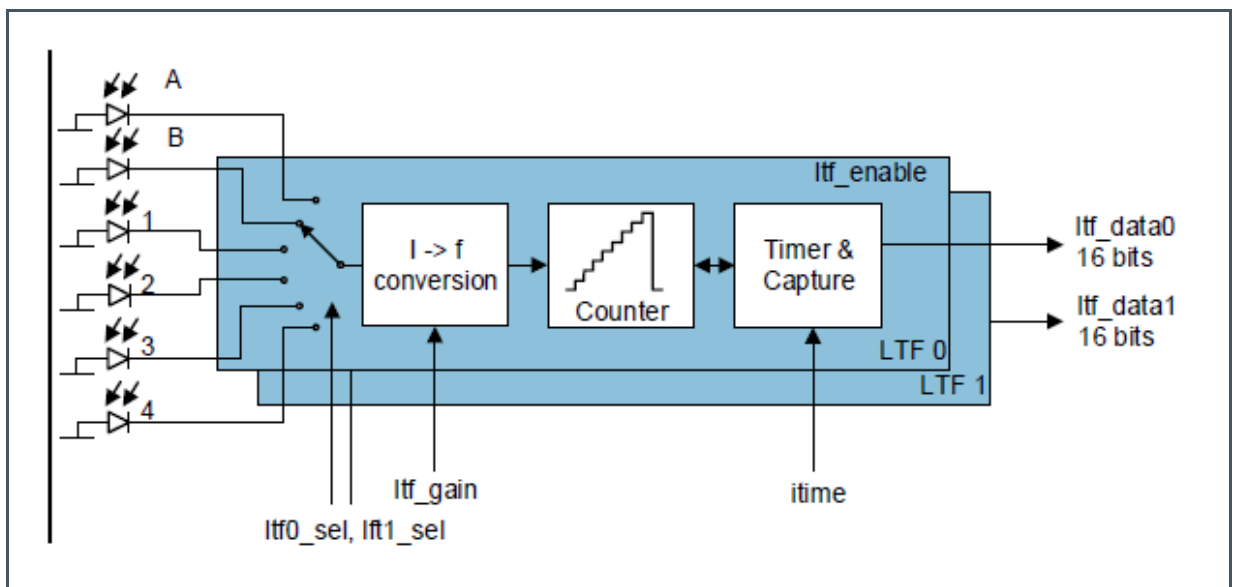 A
B
ltf_enable
1
I -> f
conversion
Timer &
Capture
ltf_data0
16 bits
2
Counter
ltf_data1
16 bits
3
LTF 0
LTF 1
4
ltf_gain
itime
ltf0_sel, lft1_sel